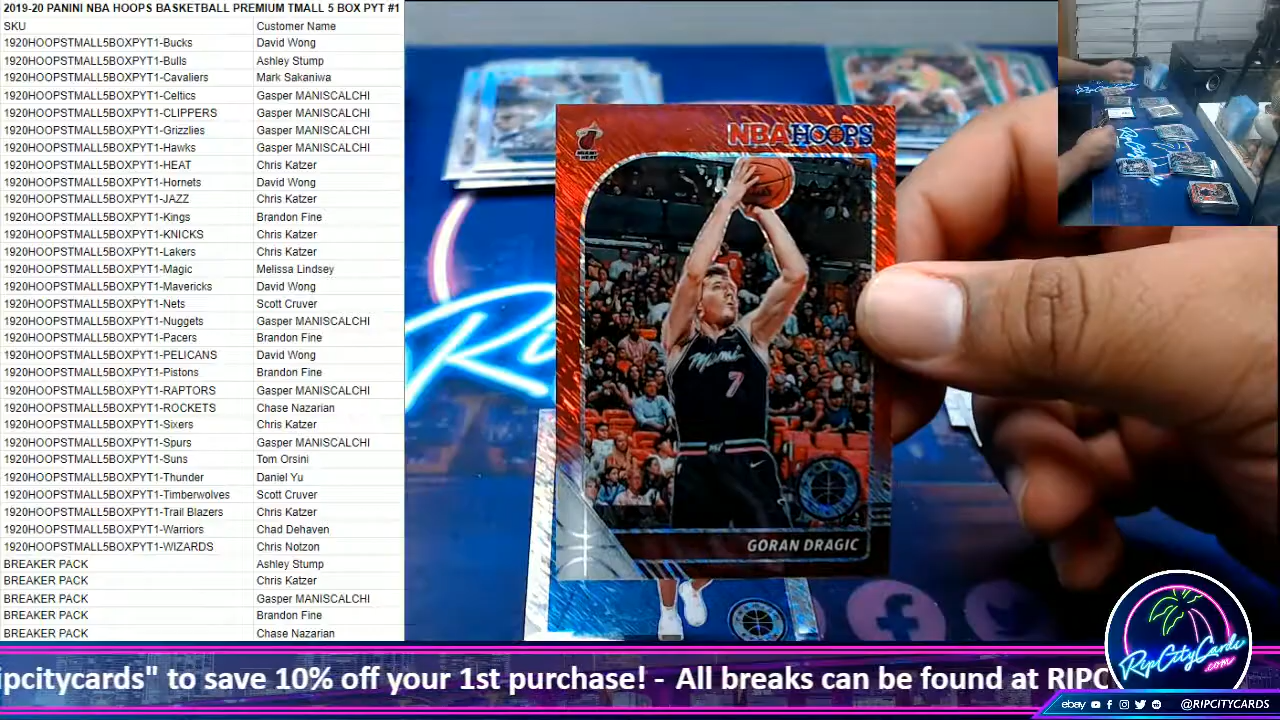 2019-20 PANINI NBA HOOPS BASKETBALL PREMIUM TMALL 5 BOX PYT #1
SKU Customer Name
1920HOOPSTMALL5BOXPYT1-Bucks David Wong
1920HOOPSTMALL5BOXPYT1-Bulls Ashley Stump
1920HOOPSTMALL5BOXPYT1-Cavaliers Mark Sakaniwa
1920HOOPSTMALL5BOXPYT1-Celtics Gasper MANISCALCHI
1920HOOPSTMALL5BOXPYT1-CLIPPERS Gasper MANISCALCHI
1920HOOPSTMALL5BOXPYT1-Grizzlies Gasper MANISCALCHI
1920HOOPSTMALL5BOXPYT1-Hawks Gasper MANISCALCHI
1920HOOPSTMALL5BOXPYT1-HEAT Chris Katzer
1920HOOPSTMALL5BOXPYT1-Hornets David Wong
1920HOOPSTMALL5BOXPYT1-JAZZ Chris Katzer
1920HOOPSTMALL5BOXPYT1-Kings Brandon Fine
1920HOOPSTMALL5BOXPYT1-KNICKS Chris Katzer
1920HOOPSTMALL5BOXPYT1-Lakers Chris Katzer
1920HOOPSTMALL5BOXPYT1-Magic Melissa Lindsey
1920HOOPSTMALL5BOXPYT1-Mavericks David Wong
1920HOOPSTMALL5BOXPYT1-Nets Scott Cruver
1920HOOPSTMALL5BOXPYT1-Nuggets Gasper MANISCALCHI
1920HOOPSTMALL5BOXPYT1-Pacers Brandon Fine
1920HOOPSTMALL5BOXPYT1-PELICANS David Wong
1920HOOPSTMALL5BOXPYT1-Pistons Brandon Fine
1920HOOPSTMALL5BOXPYT1-RAPTORS Gasper MANISCALCHI
1920HOOPSTMALL5BOXPYT1-ROCKETS Chase Nazarian
1920HOOPSTMALL5BOXPYT1-Sixers Chris Katzer
1920HOOPSTMALL5BOXPYT1-Spurs Gasper MANISCALCHI
1920HOOPSTMALL5BOXPYT1-Suns Tom Orsini
1920HOOPSTMALL5BOXPYT1-Thunder Daniel Yu
1920HOOPSTMALL5BOXPYT1-Timberwolves Scott Cruver
1920HOOPSTMALL5BOXPYT1-Trail Blazers Chris Katzer
1920HOOPSTMALL5BOXPYT1-Warriors Chad Dehaven
1920HOOPSTMALL5BOXPYT1-WIZARDS Chris Notzon
BREAKER PACK Ashley Stump
BREAKER PACK Chris Katzer
BREAKER PACK Gasper MANISCALCHI
BREAKER PACK Brandon Fine
BREAKER PACK Chase Nazarian
NBA HOOPS
MIAMI HEAT
Miami
7
GORAN DRAGIC
ipcitycards" to save 10% off your 1st purchase! - All breaks can be found at RIPC
RipCityCards
.com
ebay @RIPCITYCARDS